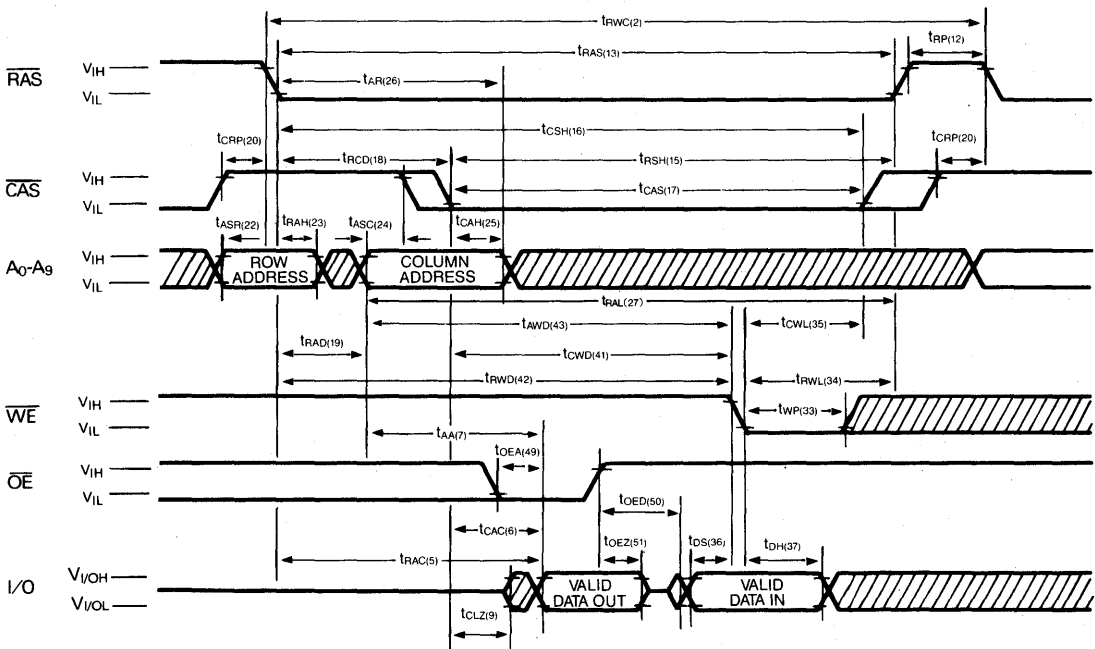 tRWC(2)
tRAS(13)
tRP(12)
RAS
VIH
VIL
tAR(26)
tCSH(16)
tCRP(20)
tRCD(18)
tRSH(15)
tCRP(20)
CAS
VIH
VIL
tCAS(17)
tASR(22)
tRAH(23)
tASC(24)
tCAH(25)
A0-A9
VIH
VIL
ROW
ADDRESS
COLUMN
ADDRESS
tRAL(27)
tAWD(43)
tCWL(35)
tRAD(19)
tCWD(41)
tRWD(42)
tRWL(34)
WE
VIH
VIL
tWP(33)
tAA(7)
tOEA(49)
OE
VIH
VIL
tOED(50)
tCAC(6)
tRAC(5)
tOEZ(51)
tDS(36)
tDH(37)
I/O
VI/OH
VI/OL
VALID
DATA OUT
VALID
DATA IN
tCLZ(9)